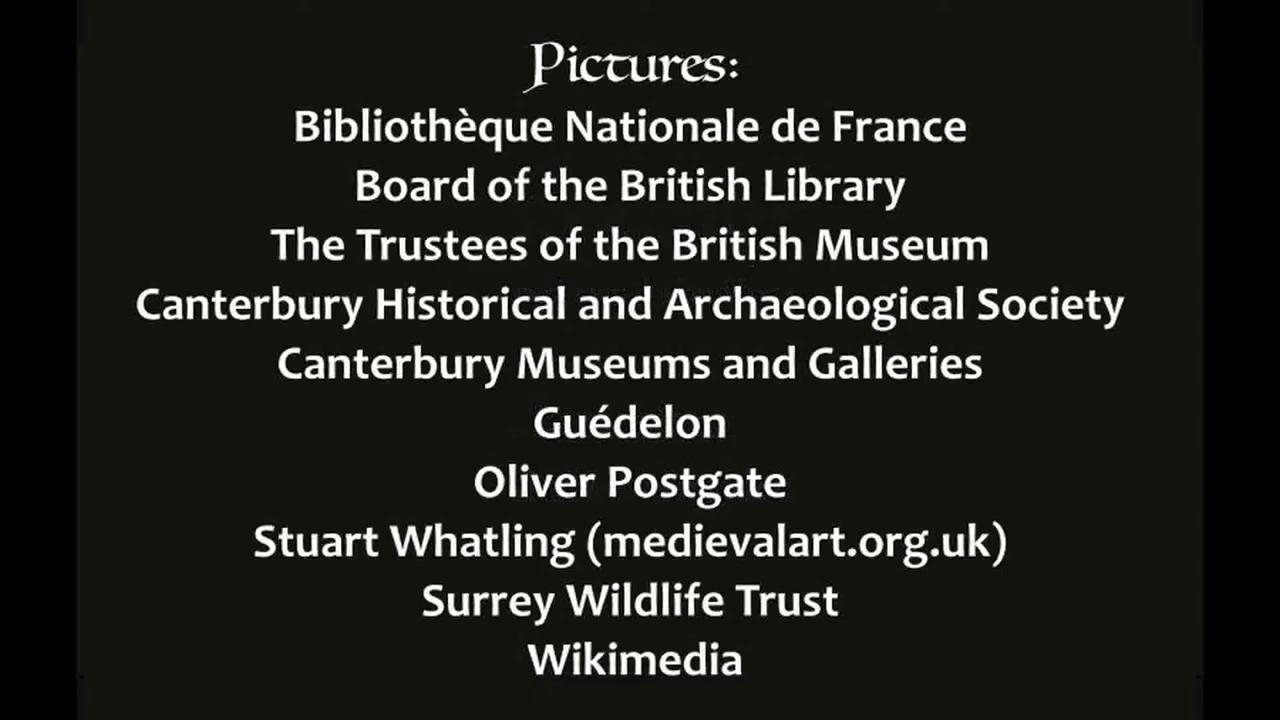 Pictures:
Bibliothèque Nationale de France
Board of the British Library
The Trustees of the British Museum
Canterbury Historical and Archaeological Society
Canterbury Museums and Galleries
Guédelon
Oliver Postgate
Stuart Whatling (medievalart.org.uk)
Surrey Wildlife Trust
Wikimedia